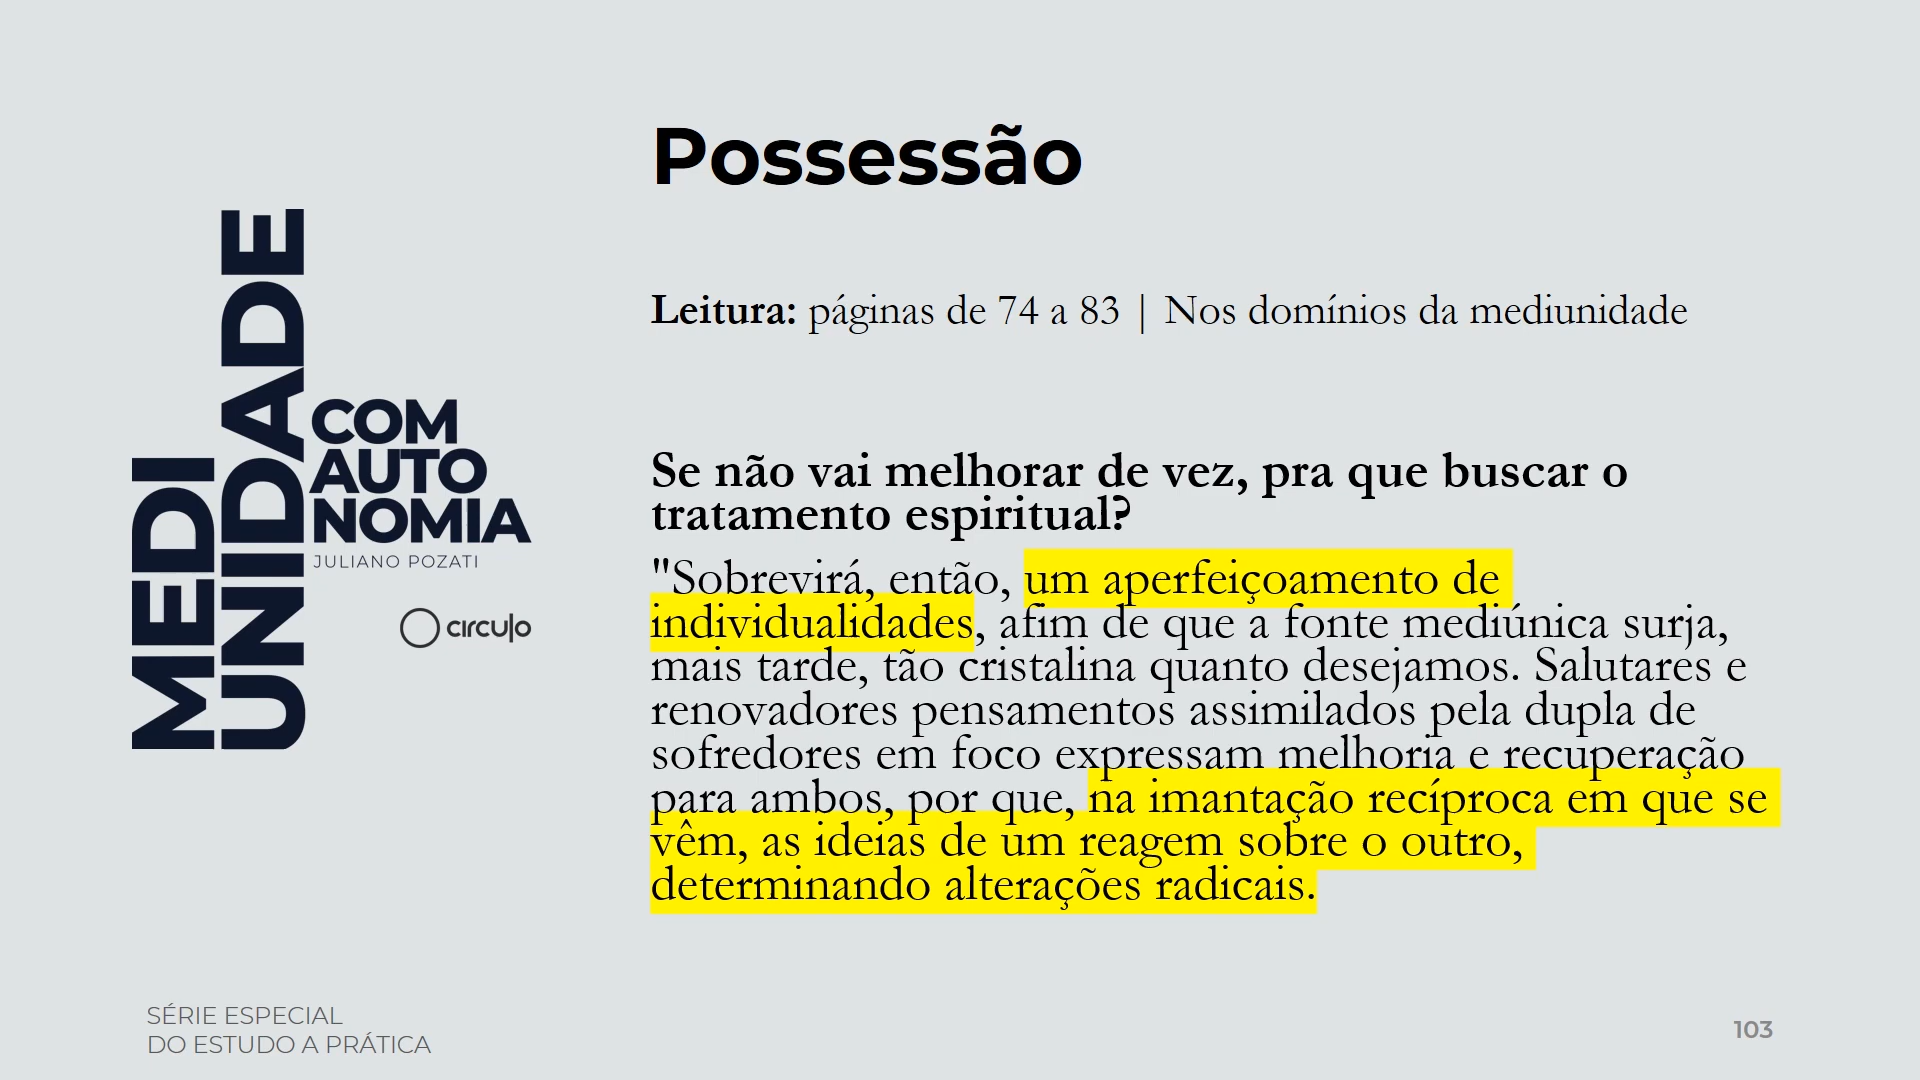 Possessão
Leitura: páginas de 74 a 83 | Nos domínios da mediunidade
MEDI
UNIDADE
COM
AUTO
NOMIA
JULIANO POZATI
circulo
Se não vai melhorar de vez, pra que buscar o
tratamento espiritual?
"Sobrevirá, então, um aperfeiçoamento de
individualidades, afim de que a fonte mediúnica surja,
mais tarde, tão cristalina quanto desejamos. Salutares e
renovadores pensamentos assimilados pela dupla de
sofredores em foco expressam melhoria e recuperação
para ambos, por que, na imantação recíproca em que se
vêm, as ideias de um reagem sobre o outro,
determinando alterações radicais.
SÉRIE ESPECIAL
DO ESTUDO A PRÁTICA
103